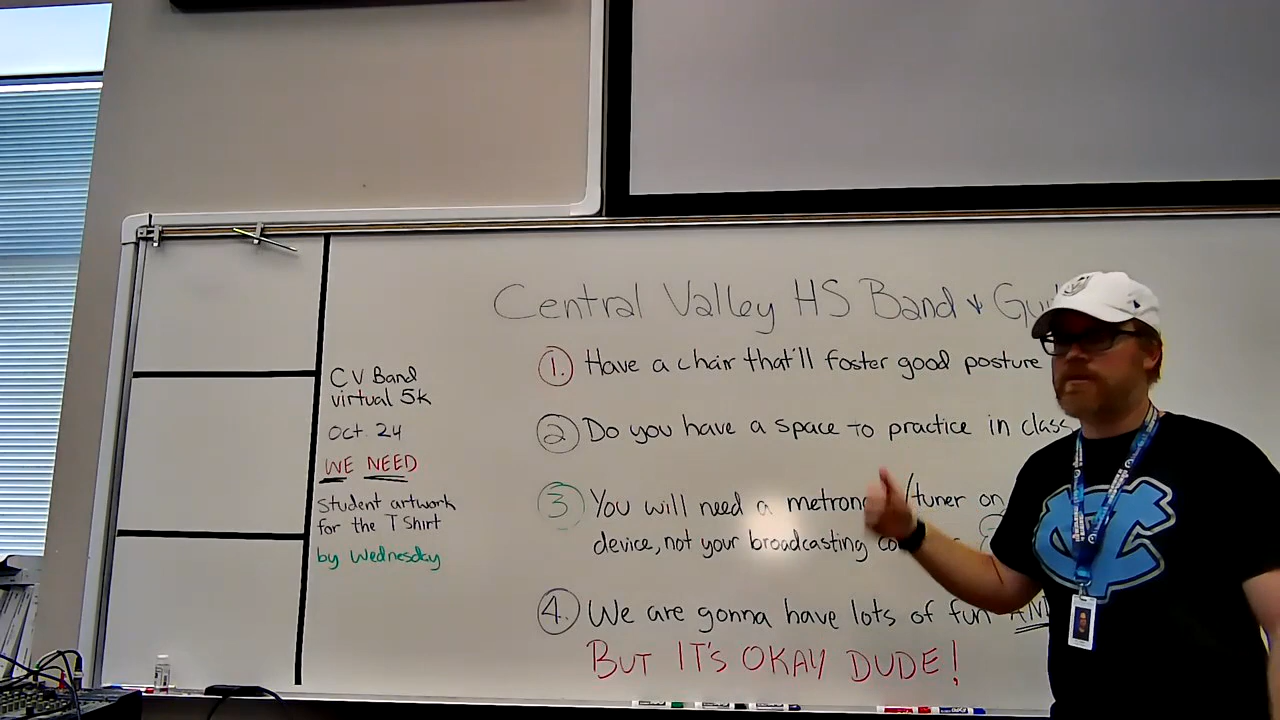 Central Valley HS Band &
1. Have a chair that'll foster good posture
2. Do you have a space to practice in class
3 You will need a /tuner on
device, not your broadcasting
4. We are gonna have lots of fun AND
BUT IT'S OKAY DUDE!
CV Band
virtual 5k
Oct. 24
WE NEED
Student artwork
for the T Shirt
by Wednesday